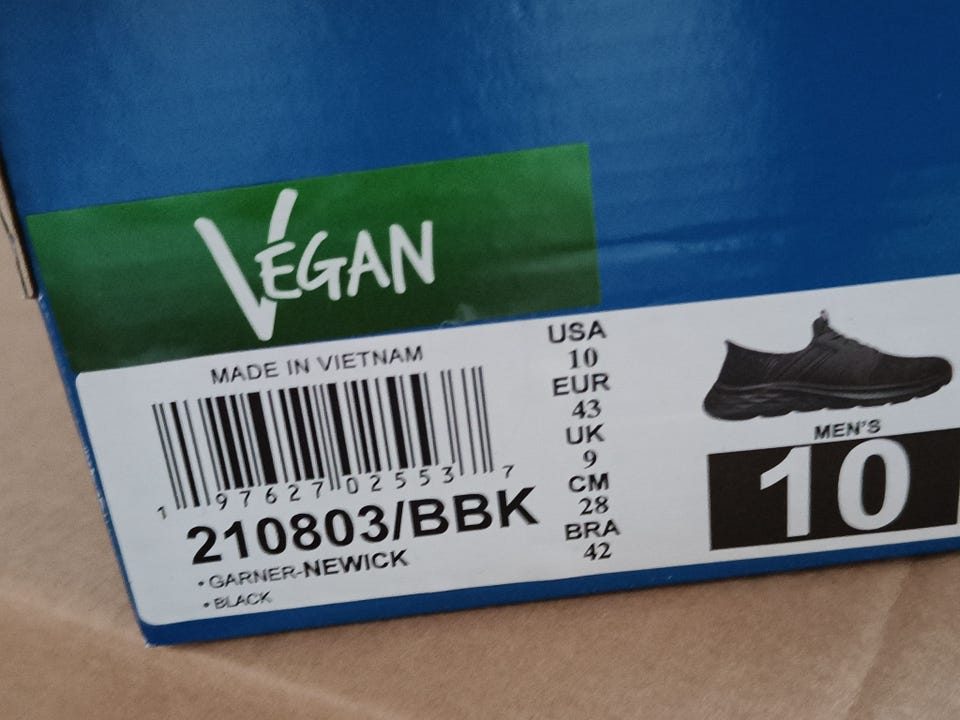 VEGAN
MADE IN VIETNAM
1 97627 02553 7
210803/BBK
• GARNER-NEWICK
• BLACK
USA
10
EUR
43
UK
9
CM
28
BRA
42
MEN'S
10